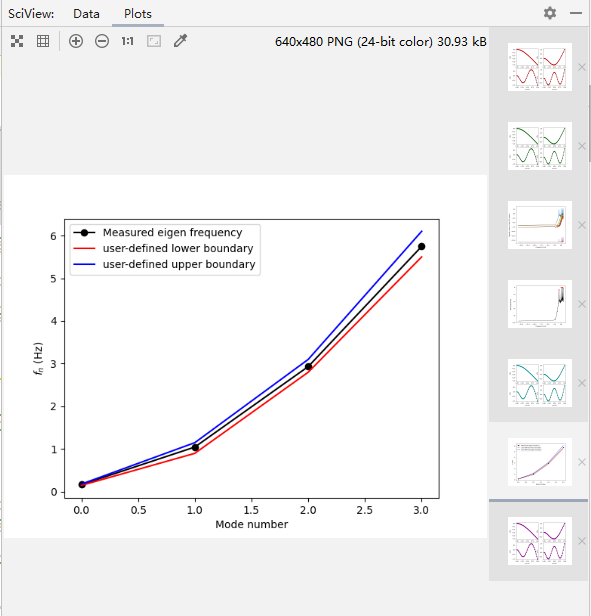 SciView: Data Plots
1:1 640x480 PNG (24-bit color) 30.93 kB
Measured eigen frequency
user-defined lower boundary
user-defined upper boundary
6
5
4
3
2
1
0
fn (Hz)
0.0 0.5 1.0 1.5 2.0 2.5 3.0
Mode number